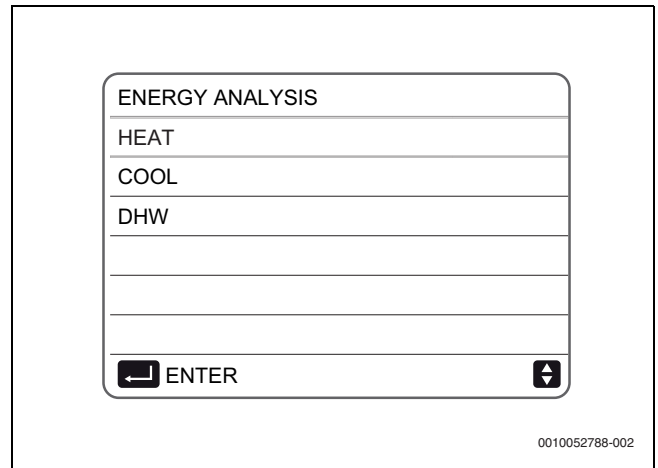 ENERGY ANALYSIS
HEAT
COOL
DHW
ENTER
0010052788-002